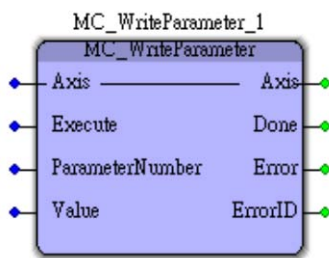 MC_WriteParameter_1
MC_WriteParameter
Axis Axis
Execute Done
ParameterNumber Error
Value ErrorID